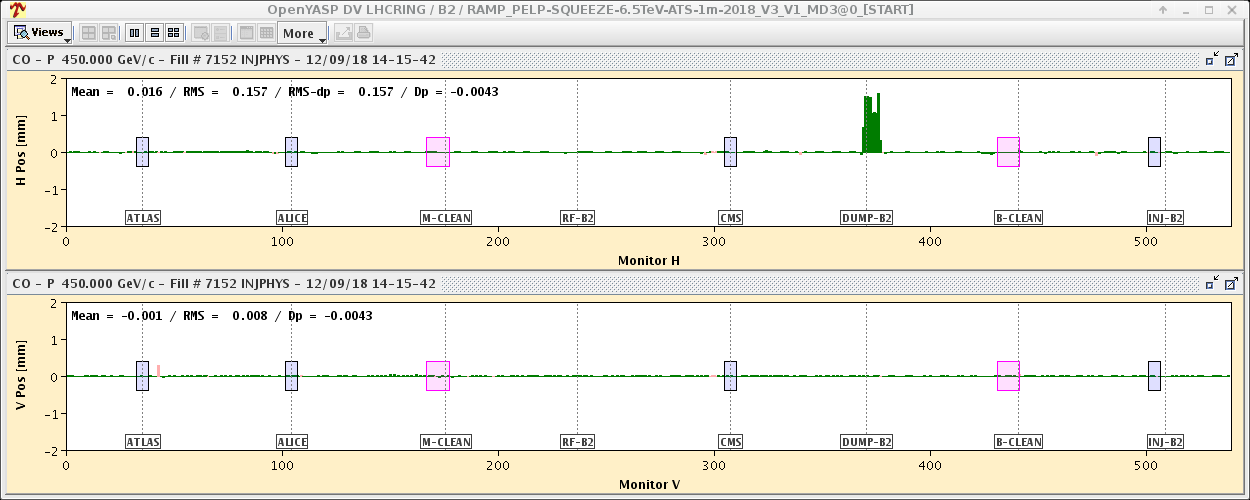 OpenYASP DV LHCRING / B2 / RAMP_PELP-SQUEEZE-6.5TeV-ATS-1m-2018_V3_V1_MD3@0_[START]
Views More
CO - P 450.000 GeV/c - Fill # 7152 INJPHYS - 12/09/18 14-15-42
Mean = 0.016 / RMS = 0.157 / RMS-dp = 0.157 / Dp = -0.0043
H Pos [mm]
2
1
0
-1
-2
ATLAS ALICE M-CLEAN RF-B2 CMS DUMP-B2 B-CLEAN INJ-B2
0 100 200 300 400 500
Monitor H
CO - P 450.000 GeV/c - Fill # 7152 INJPHYS - 12/09/18 14-15-42
Mean = -0.001 / RMS = 0.008 / Dp = -0.0043
V Pos [mm]
2
1
0
-1
-2
ATLAS ALICE M-CLEAN RF-B2 CMS DUMP-B2 B-CLEAN INJ-B2
0 100 200 300 400 500
Monitor V